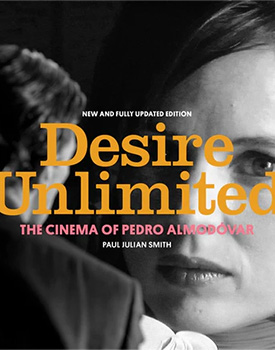 NEW AND FULLY UPDATED EDITION
Desire
Unlimited
THE CINEMA OF PEDRO ALMODÓVAR
PAUL JULIAN SMITH